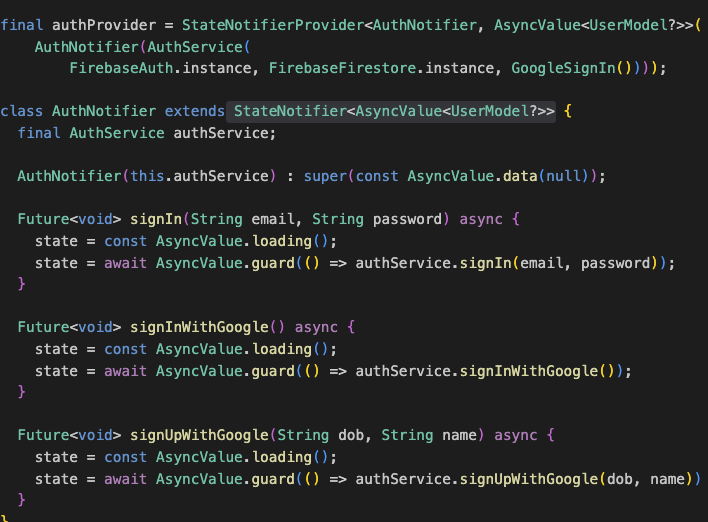 final authProvider = StateNotifierProvider<AuthNotifier, AsyncValue<UserModel?>>(
    AuthNotifier(AuthService(
        FirebaseAuth.instance, FirebaseFirestore.instance, GoogleSignIn())));
class AuthNotifier extends StateNotifier<AsyncValue<UserModel?>> {
  final AuthService authService;
  AuthNotifier(this.authService) : super(const AsyncValue.data(null));
  Future<void> signIn(String email, String password) async {
    state = const AsyncValue.loading();
    state = await AsyncValue.guard(() => authService.signIn(email, password));
  }
  Future<void> signInWithGoogle() async {
    state = const AsyncValue.loading();
    state = await AsyncValue.guard(() => authService.signInWithGoogle());
  }
  Future<void> signUpWithGoogle(String dob, String name) async {
    state = const AsyncValue.loading();
    state = await AsyncValue.guard(() => authService.signUpWithGoogle(dob, name))
  }
}